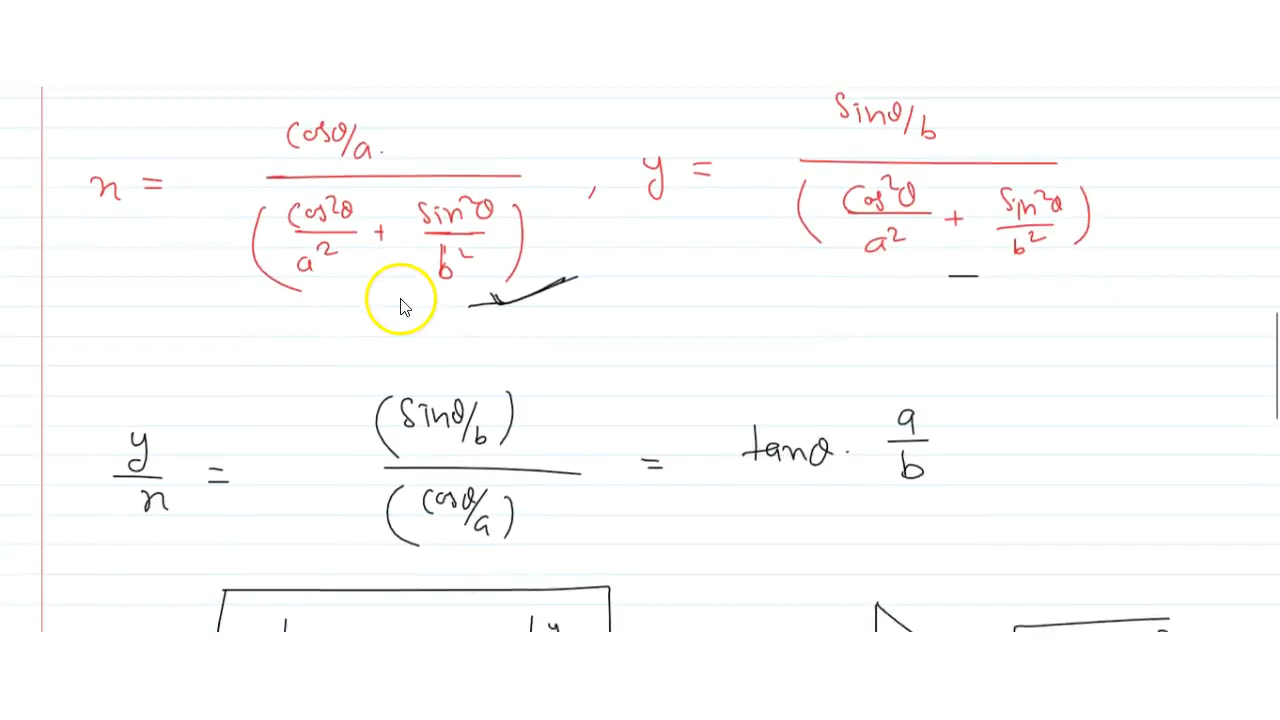 x = (cosθ/a) / (cos²θ/a² + sin²θ/b²) , y = (sinθ/b) / (cos²θ/a² + sin²θ/b²)
y/x = (sinθ/b) / (cosθ/a) = tanθ · a/b